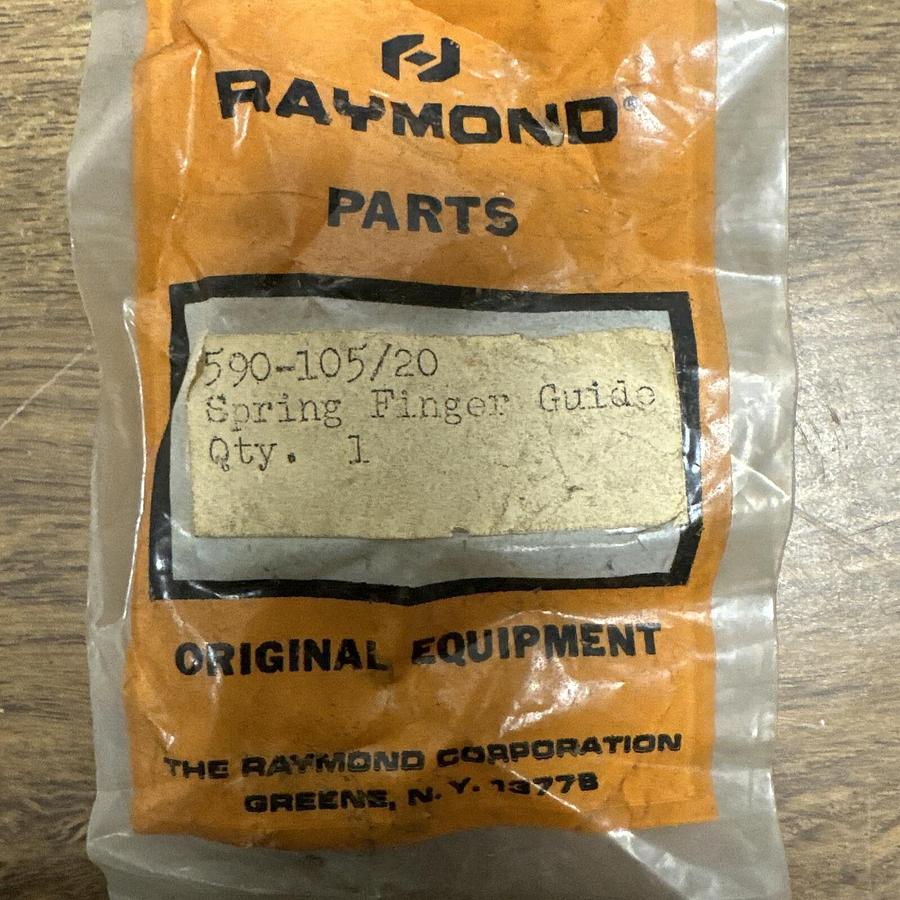 RAYMOND®
PARTS
590-105/20
Spring Finger Guide
Qty. 1
ORIGINAL EQUIPMENT
THE RAYMOND CORPORATION
GREENE, N.Y. 13778